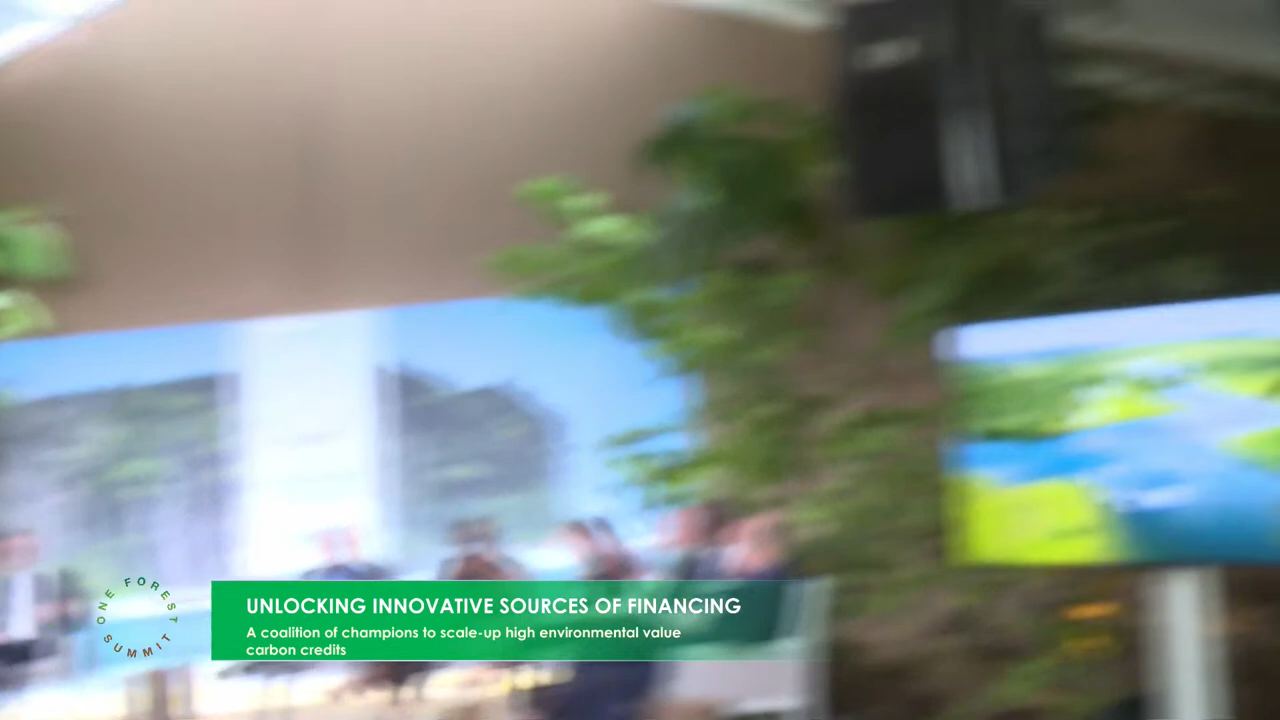 UNLOCKING INNOVATIVE SOURCES OF FINANCING
A coalition of champions to scale-up high environmental value
carbon credits
ONE FOREST
SUMMIT